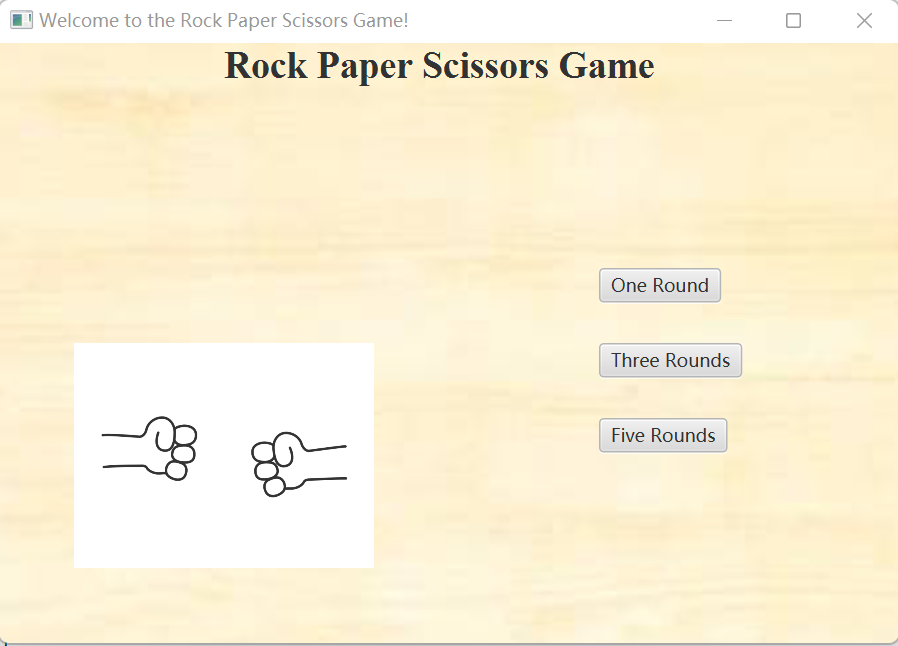 Welcome to the Rock Paper Scissors Game!
Rock Paper Scissors Game
One Round
Three Rounds
Five Rounds